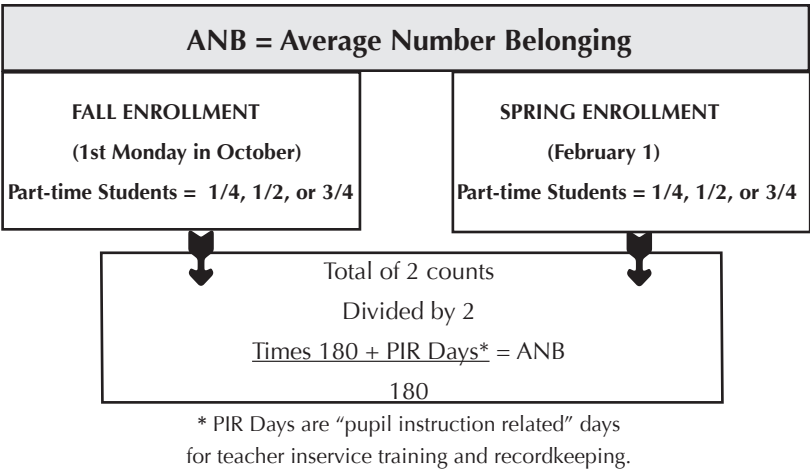 ANB = Average Number Belonging
FALL ENROLLMENT
(1st Monday in October)
Part-time Students = 1/4, 1/2, or 3/4
SPRING ENROLLMENT
(February 1)
Part-time Students = 1/4, 1/2, or 3/4
Total of 2 counts
Divided by 2
Times 180 + PIR Days* = ANB
180
* PIR Days are “pupil instruction related” days
for teacher inservice training and recordkeeping.